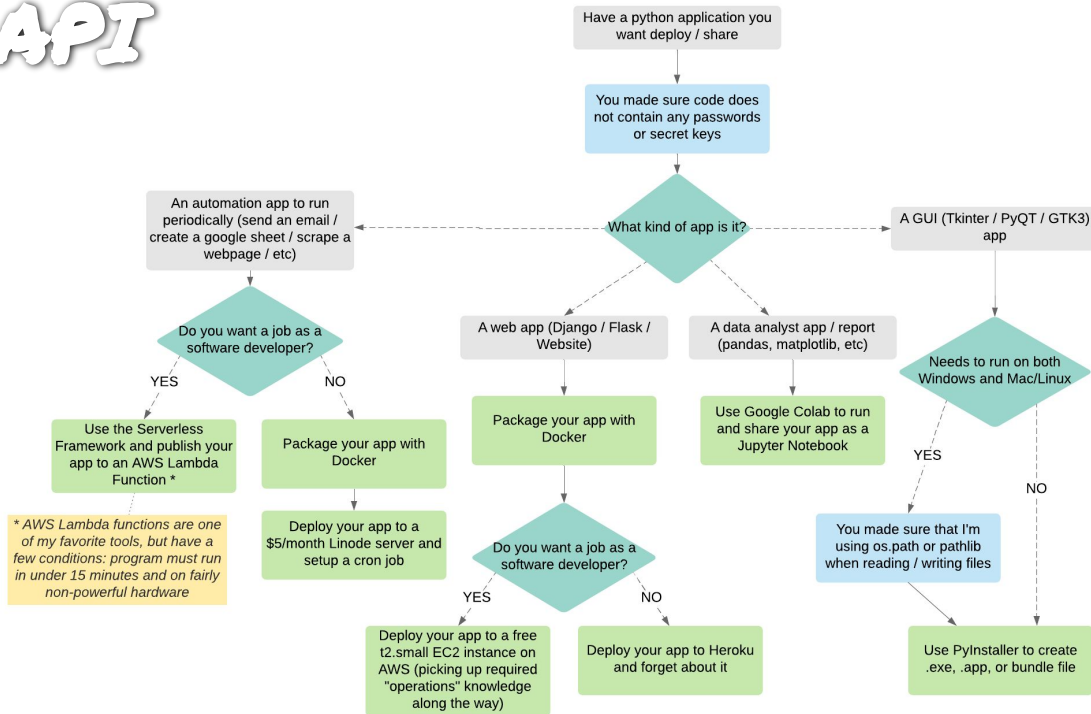 API
Have a python application you
want deploy / share
You made sure code does
not contain any passwords
or secret keys
What kind of app is it?
An automation app to run
periodically (send an email /
create a google sheet / scrape a
webpage / etc)
Do you want a job as a
software developer?
YES
NO
Use the Serverless
Framework and publish your
app to an AWS Lambda
Function *
* AWS Lambda functions are one
of my favorite tools, but have a
few conditions: program must run
in under 15 minutes and on fairly
non-powerful hardware
Package your app with
Docker
Deploy your app to a
$5/month Linode server and
setup a cron job
A web app (Django / Flask /
Website)
Package your app with
Docker
Do you want a job as a
software developer?
YES
NO
Deploy your app to a free
t2.small EC2 instance on
AWS (picking up required
"operations" knowledge
along the way)
Deploy your app to Heroku
and forget about it
A data analyst app / report
(pandas, matplotlib, etc)
Use Google Colab to run
and share your app as a
Jupyter Notebook
A GUI (Tkinter / PyQT / GTK3)
app
Needs to run on both
Windows and Mac/Linux
YES
NO
You made sure that I'm
using os.path or pathlib
when reading / writing files
Use PyInstaller to create
.exe, .app, or bundle file